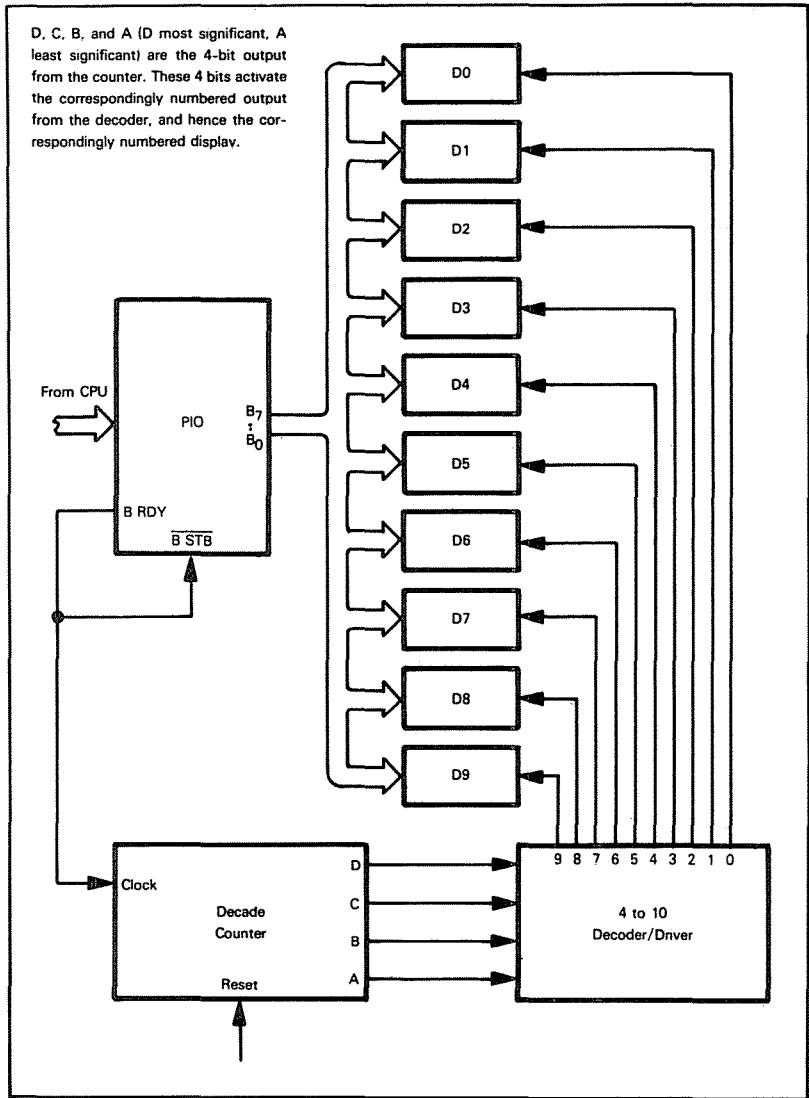 D, C, B, and A (D most significant, A
least significant) are the 4-bit output
from the counter. These 4 bits activate
the correspondingly numbered output
from the decoder, and hence the cor-
respondingly numbered display.
D0
D1
D2
D3
D4
D5
D6
D7
D8
D9
From CPU
PIO
B7
:
B0
B RDY
B STB
9 8 7 6 5 4 3 2 1 0
Clock
Decade
Counter
Reset
D
C
B
A
4 to 10
Decoder/Driver